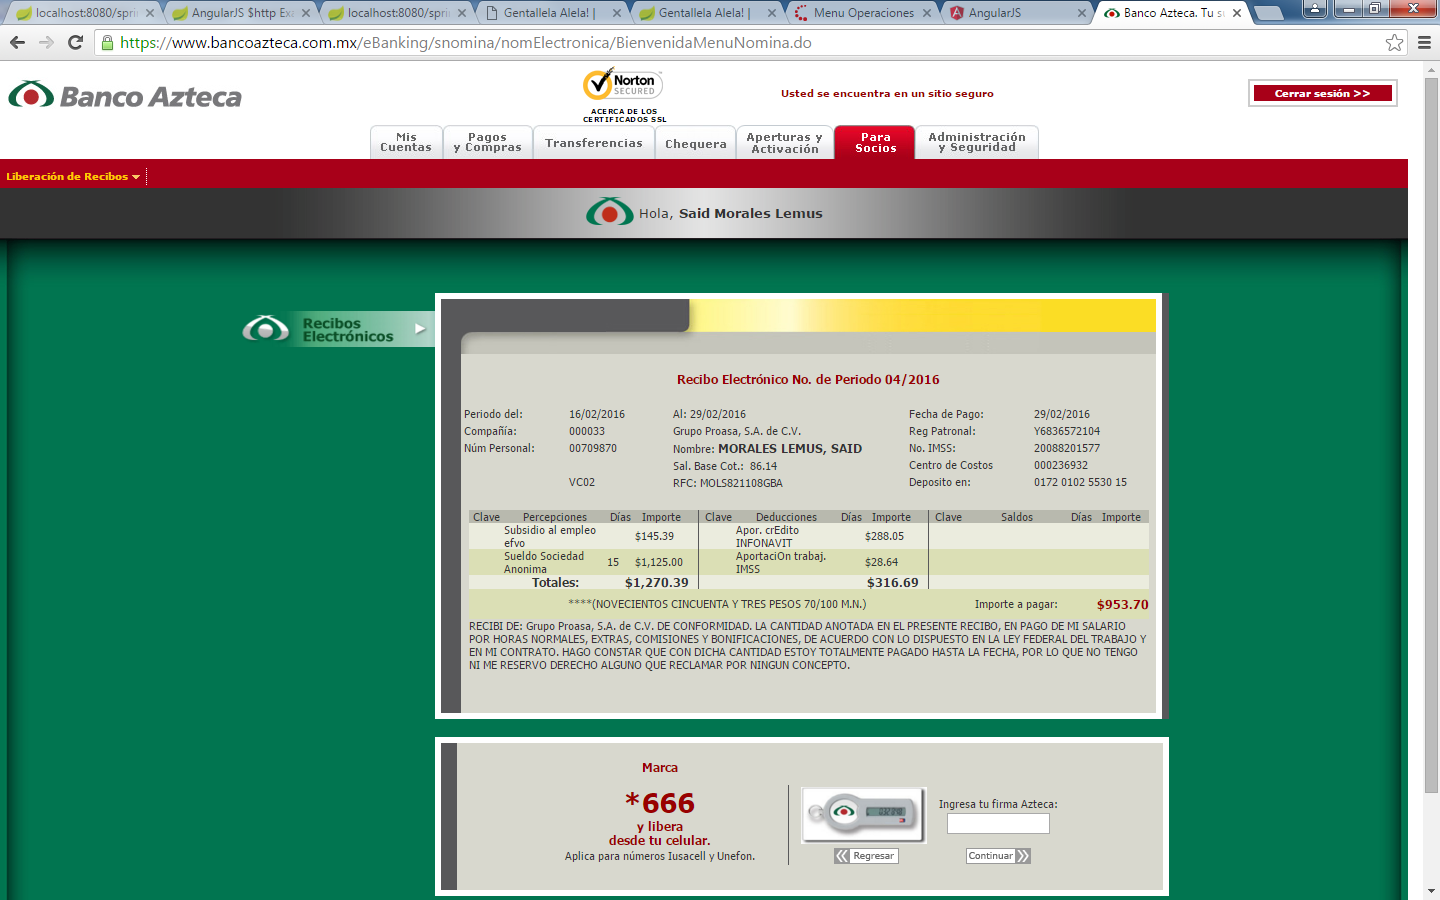 localhost:8080/spri
AngularJS $http Exa
localhost:8080/sprin
Gentallela Alela! |
Gentallela Alela! |
Menu Operaciones
AngularJS
Banco Azteca. Tu su
https://www.bancoazteca.com.mx/eBanking/snomina/nomElectronica/BienvenidaMenuNomina.do
Banco Azteca
Norton
SECURED
ACERCA DE LOS
CERTIFICADOS SSL
Usted se encuentra en un sitio seguro
Cerrar sesión >>
Mis Cuentas
Pagos y Compras
Transferencias
Chequera
Aperturas y Activación
Para Socios
Administración y Seguridad
Liberación de Recibos
Hola, Said Morales Lemus
Recibos
Electrónicos
Recibo Electrónico No. de Periodo 04/2016
Periodo del: 16/02/2016 Al: 29/02/2016 Fecha de Pago: 29/02/2016
Compañía: 000033 Grupo Proasa, S.A. de C.V. Reg Patronal: Y6836572104
Núm Personal: 00709870 Nombre: MORALES LEMUS, SAID No. IMSS: 20088201577
Sal. Base Cot.: 86.14 Centro de Costos 000236932
VC02 RFC: MOLS821108GBA Deposito en: 0172 0102 5530 15
Clave Percepciones Días Importe Clave Deducciones Días Importe Clave Saldos Días Importe
Subsidio al empleo efvo $145.39 Apor. crEdito INFONAVIT $288.05
Sueldo Sociedad Anonima 15 $1,125.00 AportaciOn trabaj. IMSS $28.64
Totales: $1,270.39 $316.69
****(NOVECIENTOS CINCUENTA Y TRES PESOS 70/100 M.N.) Importe a pagar: $953.70
RECIBI DE: Grupo Proasa, S.A. de C.V. DE CONFORMIDAD. LA CANTIDAD ANOTADA EN EL PRESENTE RECIBO, EN PAGO DE MI SALARIO
POR HORAS NORMALES, EXTRAS, COMISIONES Y BONIFICACIONES, DE ACUERDO CON LO DISPUESTO EN LA LEY FEDERAL DEL TRABAJO Y
EN MI CONTRATO. HAGO CONSTAR QUE CON DICHA CANTIDAD ESTOY TOTALMENTE PAGADO HASTA LA FECHA, POR LO QUE NO TENGO
NI ME RESERVO DERECHO ALGUNO QUE RECLAMAR POR NINGUN CONCEPTO.
Marca
*666
y libera
desde tu celular.
Aplica para números Iusacell y Unefon.
Ingresa tu firma Azteca:
Regresar
Continuar